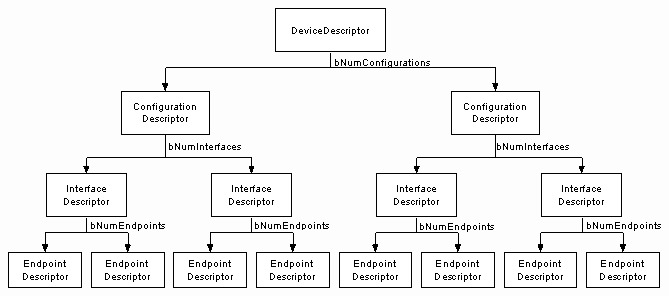 DeviceDescriptor
bNumConfigurations
Configuration
Descriptor
Configuration
Descriptor
bNumInterfaces
bNumInterfaces
Interface
Descriptor
Interface
Descriptor
Interface
Descriptor
Interface
Descriptor
bNumEndpoints
bNumEndpoints
bNumEndpoints
bNumEndpoints
Endpoint
Descriptor
Endpoint
Descriptor
Endpoint
Descriptor
Endpoint
Descriptor
Endpoint
Descriptor
Endpoint
Descriptor
Endpoint
Descriptor
Endpoint
Descriptor